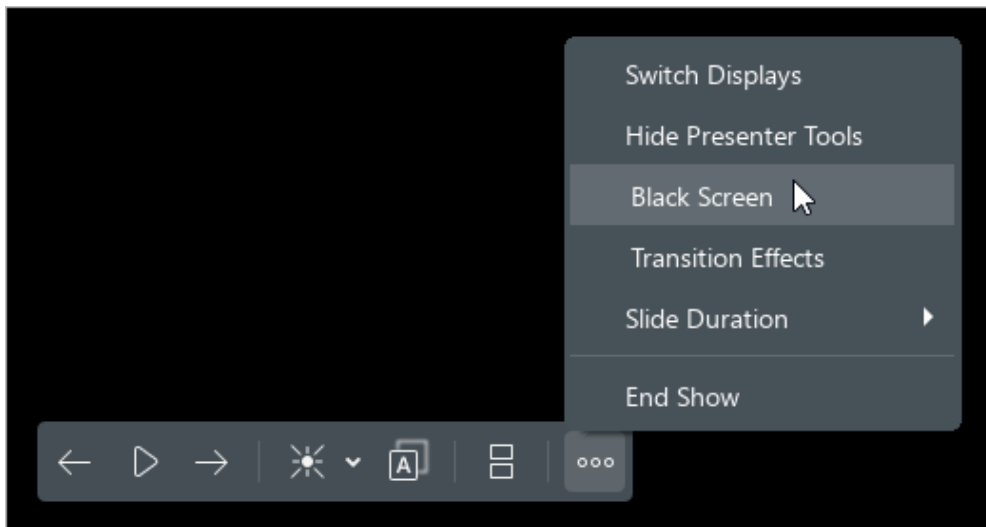 Switch Displays
Hide Presenter Tools
Black Screen
Transition Effects
Slide Duration
End Show
A